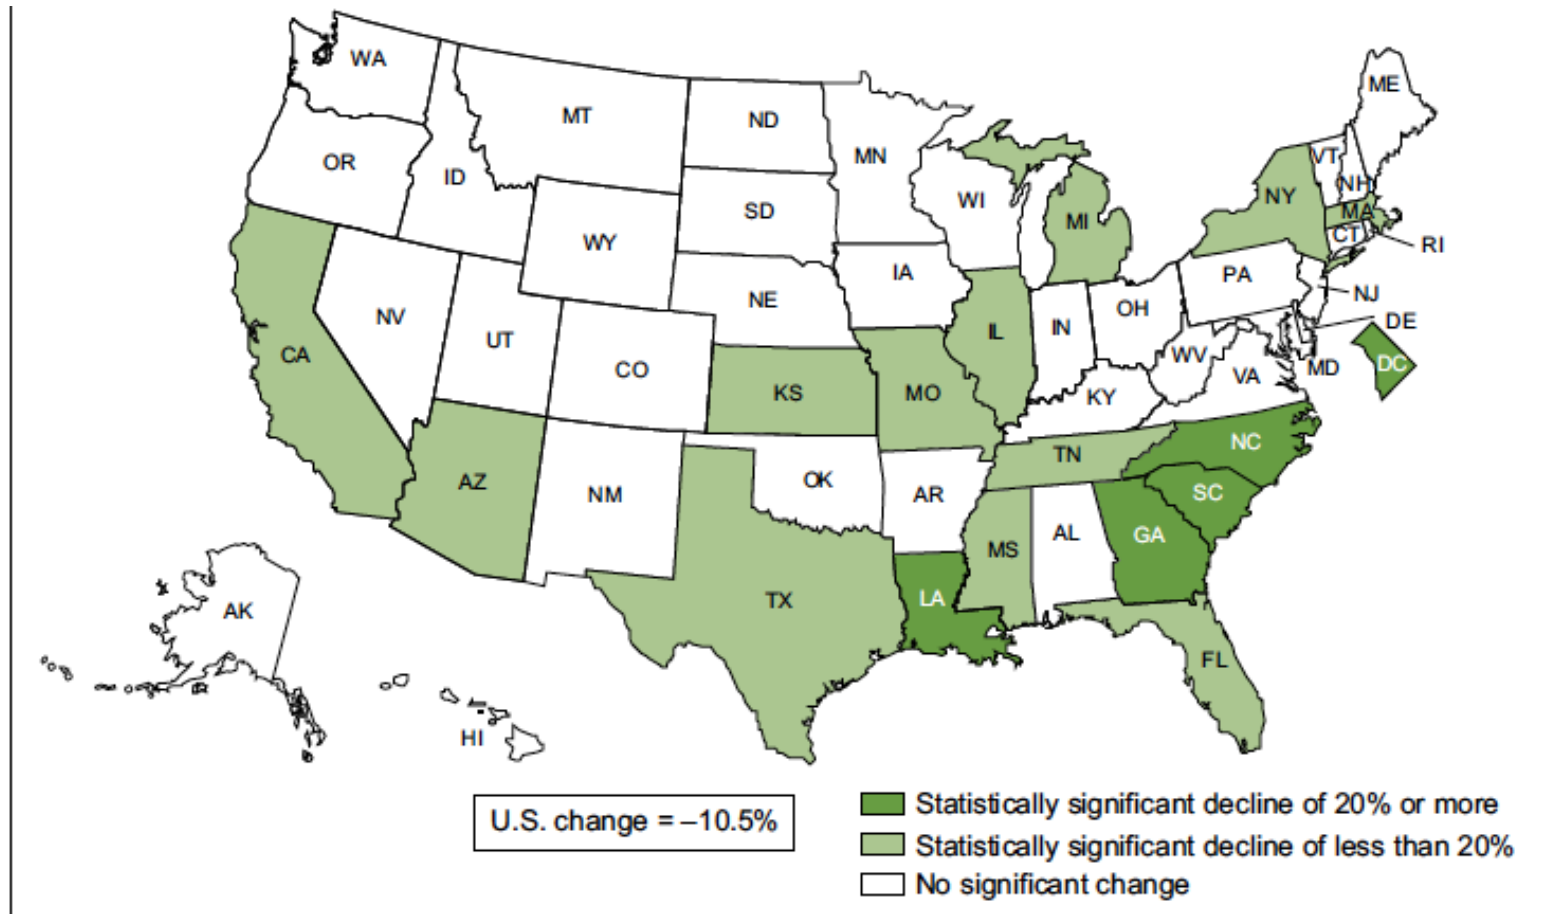 WA
MT
ND
MN
ME
OR
ID
SD
WI
MI
NY
VT
NH
MA
CT
RI
WY
IA
NE
PA
NJ
OH
IN
IL
NV
UT
CO
CA
DE
DC
MD
WV
VA
KS
MO
KY
NC
TN
AZ
NM
OK
AR
SC
GA
AL
MS
TX
LA
AK
FL
HI
U.S. change = –10.5%
Statistically significant decline of 20% or more
Statistically significant decline of less than 20%
No significant change